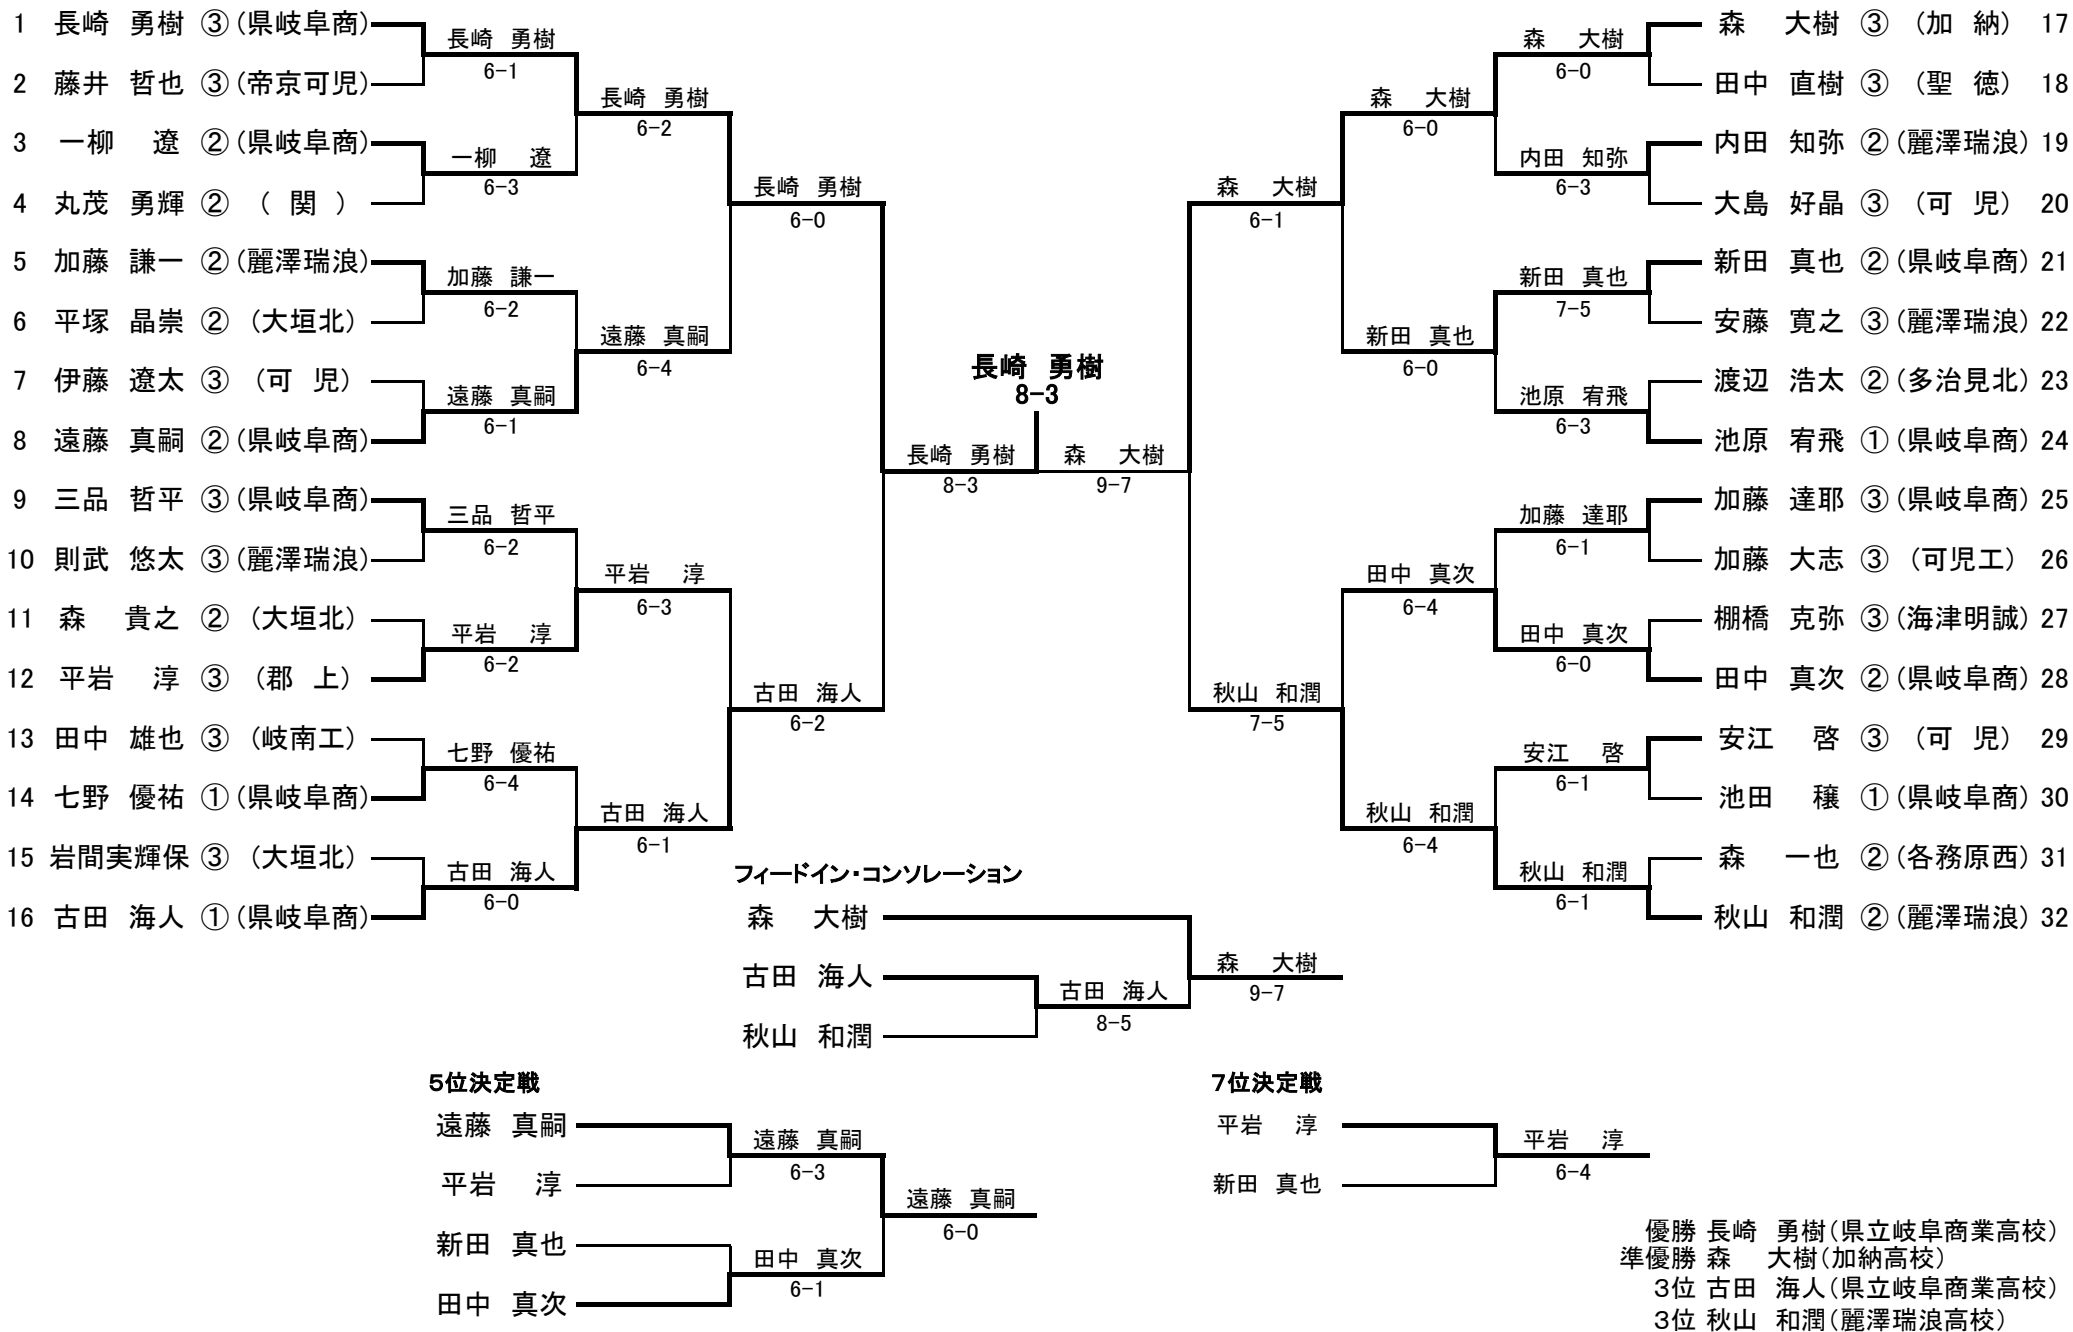 1 長崎 勇樹 ③ (県岐阜商)
2 藤井 哲也 ③ (帝京可児)
3 一柳 遼 ② (県岐阜商)
4 丸茂 勇輝 ② (関)
5 加藤 謙一 ② (麗澤瑞浪)
6 平塚 晶崇 ② (大垣北)
7 伊藤 遼太 ③ (可 児)
8 遠藤 真嗣 ② (県岐阜商)
9 三品 哲平 ③ (県岐阜商)
10 則武 悠太 ③ (麗澤瑞浪)
11 森 貴之 ② (大垣北)
12 平岩 淳 ③ (郡 上)
13 田中 雄也 ③ (岐南工)
14 七野 優祐 ① (県岐阜商)
15 岩間実輝保 ③ (大垣北)
16 古田 海人 ① (県岐阜商)
長崎 勇樹
6-1
一柳 遼
6-3
加藤 謙一
6-2
遠藤 真嗣
6-1
三品 哲平
6-2
平岩 淳
6-2
七野 優祐
6-4
古田 海人
6-0
長崎 勇樹
6-2
遠藤 真嗣
6-4
平岩 淳
6-3
古田 海人
6-1
長崎 勇樹
6-0
古田 海人
6-2
長崎 勇樹
8-3
長崎 勇樹
8-3
森 大樹
9-7
森 大樹
6-1
秋山 和潤
7-5
森 大樹
6-0
新田 真也
6-0
田中 真次
6-4
秋山 和潤
6-4
森 大樹
6-0
内田 知弥
6-3
新田 真也
7-5
池原 宥飛
6-3
加藤 達耶
6-1
田中 真次
6-0
安江 啓
6-1
秋山 和潤
6-1
森 大樹 ③ (加 納) 17
田中 直樹 ③ (聖 徳) 18
内田 知弥 ② (麗澤瑞浪) 19
大島 好晶 ③ (可 児) 20
新田 真也 ② (県岐阜商) 21
安藤 寛之 ③ (麗澤瑞浪) 22
渡辺 浩太 ② (多治見北) 23
池原 宥飛 ① (県岐阜商) 24
加藤 達耶 ③ (県岐阜商) 25
加藤 大志 ③ (可児工) 26
棚橋 克弥 ③ (海津明誠) 27
田中 真次 ② (県岐阜商) 28
安江 啓 ③ (可 児) 29
池田 穣 ① (県岐阜商) 30
森 一也 ② (各務原西) 31
秋山 和潤 ② (麗澤瑞浪) 32
フィードイン・コンソレーション
森 大樹
古田 海人
秋山 和潤
古田 海人
8-5
森 大樹
9-7
5位決定戦
遠藤 真嗣
平岩 淳
新田 真也
田中 真次
遠藤 真嗣
6-3
田中 真次
6-1
遠藤 真嗣
6-0
7位決定戦
平岩 淳
新田 真也
平岩 淳
6-4
優勝 長崎 勇樹(県立岐阜商業高校)
準優勝 森 大樹(加納高校)
3位 古田 海人(県立岐阜商業高校)
3位 秋山 和潤(麗澤瑞浪高校)